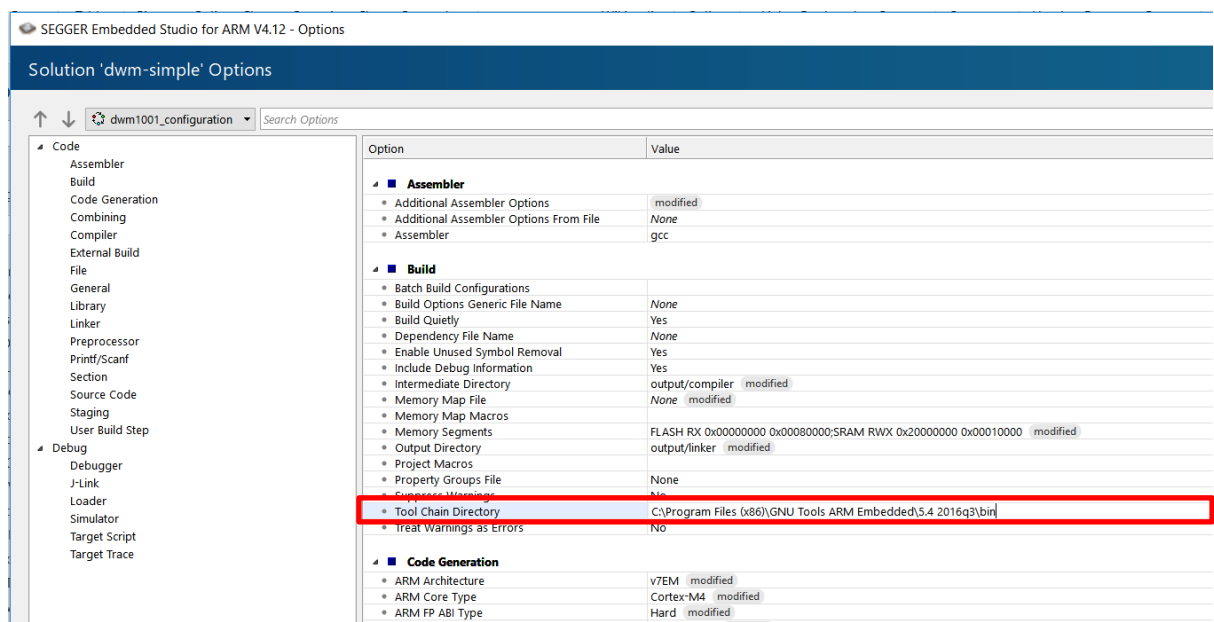 SEGGER Embedded Studio for ARM V4.12 - Options
Solution 'dwm-simple' Options
dwm1001_configuration Search Options
Code
Assembler
Build
Code Generation
Combining
Compiler
External Build
File
General
Library
Linker
Preprocessor
Printf/Scanf
Section
Source Code
Staging
User Build Step
Debug
Debugger
J-Link
Loader
Simulator
Target Script
Target Trace
Option Value
Assembler
Additional Assembler Options modified
Additional Assembler Options From File None
Assembler gcc
Build
Batch Build Configurations
Build Options Generic File Name None
Build Quietly Yes
Dependency File Name None
Enable Unused Symbol Removal Yes
Include Debug Information Yes
Intermediate Directory output/compiler modified
Memory Map File None modified
Memory Map Macros
Memory Segments FLASH RX 0x00000000 0x00080000;SRAM RWX 0x20000000 0x00010000 modified
Output Directory output/linker modified
Project Macros
Property Groups File None
Suppress Warnings No
Tool Chain Directory C:\Program Files (x86)\GNU Tools ARM Embedded\5.4 2016q3\bin
Treat Warnings as Errors No
Code Generation
ARM Architecture v7EM modified
ARM Core Type Cortex-M4 modified
ARM FP ABI Type Hard modified